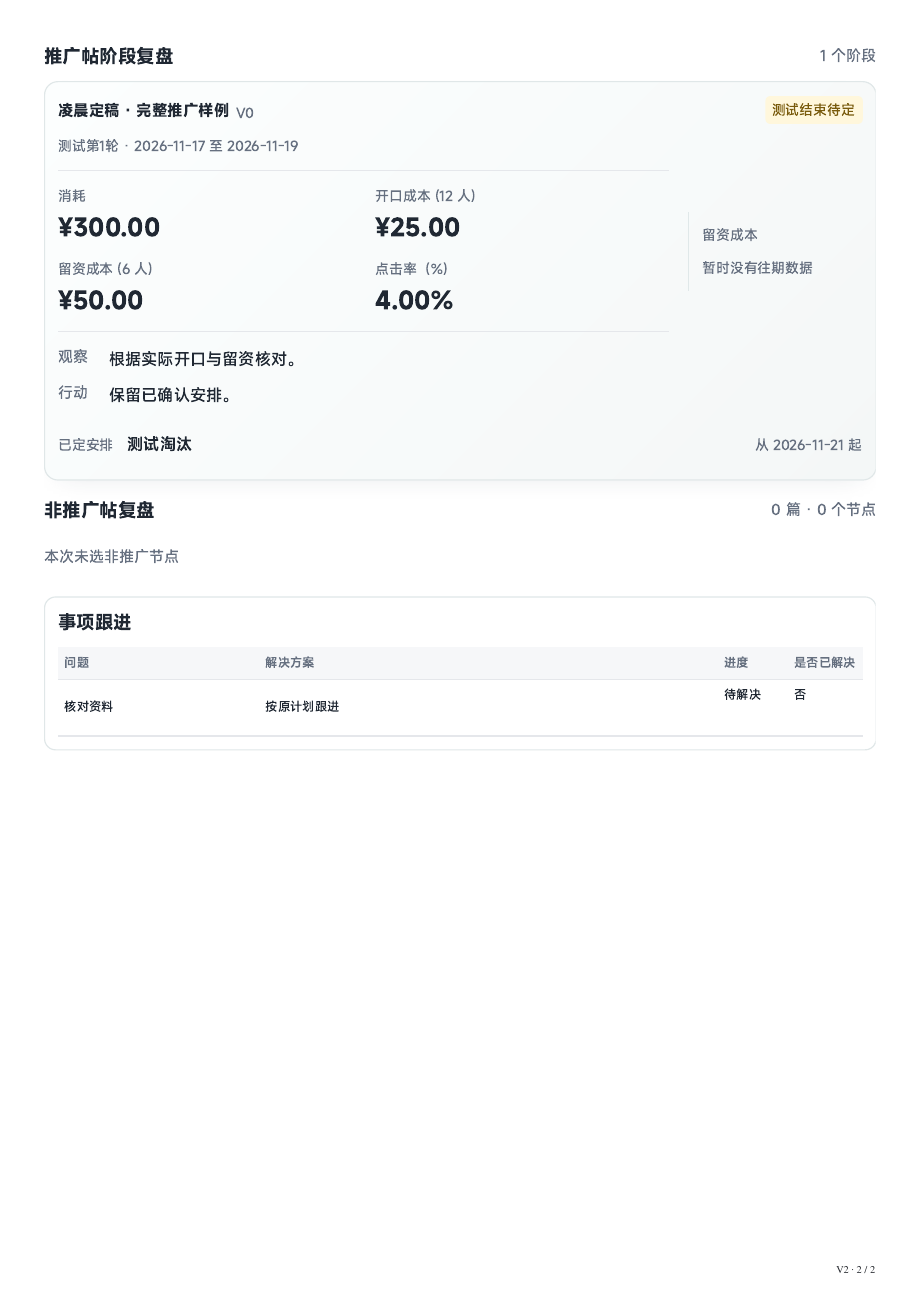 推广帖阶段复盘 1 个阶段
凌晨定稿 · 完整推广样例 V0 测试结束待定
测试第1轮 · 2026-11-17 至 2026-11-19
消耗 开口成本 (12 人)
¥300.00 ¥25.00
留资成本
留资成本 (6 人) 点击率（%） 暂时没有往期数据
¥50.00 4.00%
观察 根据实际开口与留资核对。
行动 保留已确认安排。
已定安排 测试淘汰 从 2026-11-21 起
非推广帖复盘 0 篇 · 0 个节点
本次未选非推广节点
事项跟进
问题 解决方案 进度 是否已解决
核对资料 按原计划跟进 待解决 否
V2 · 2 / 2